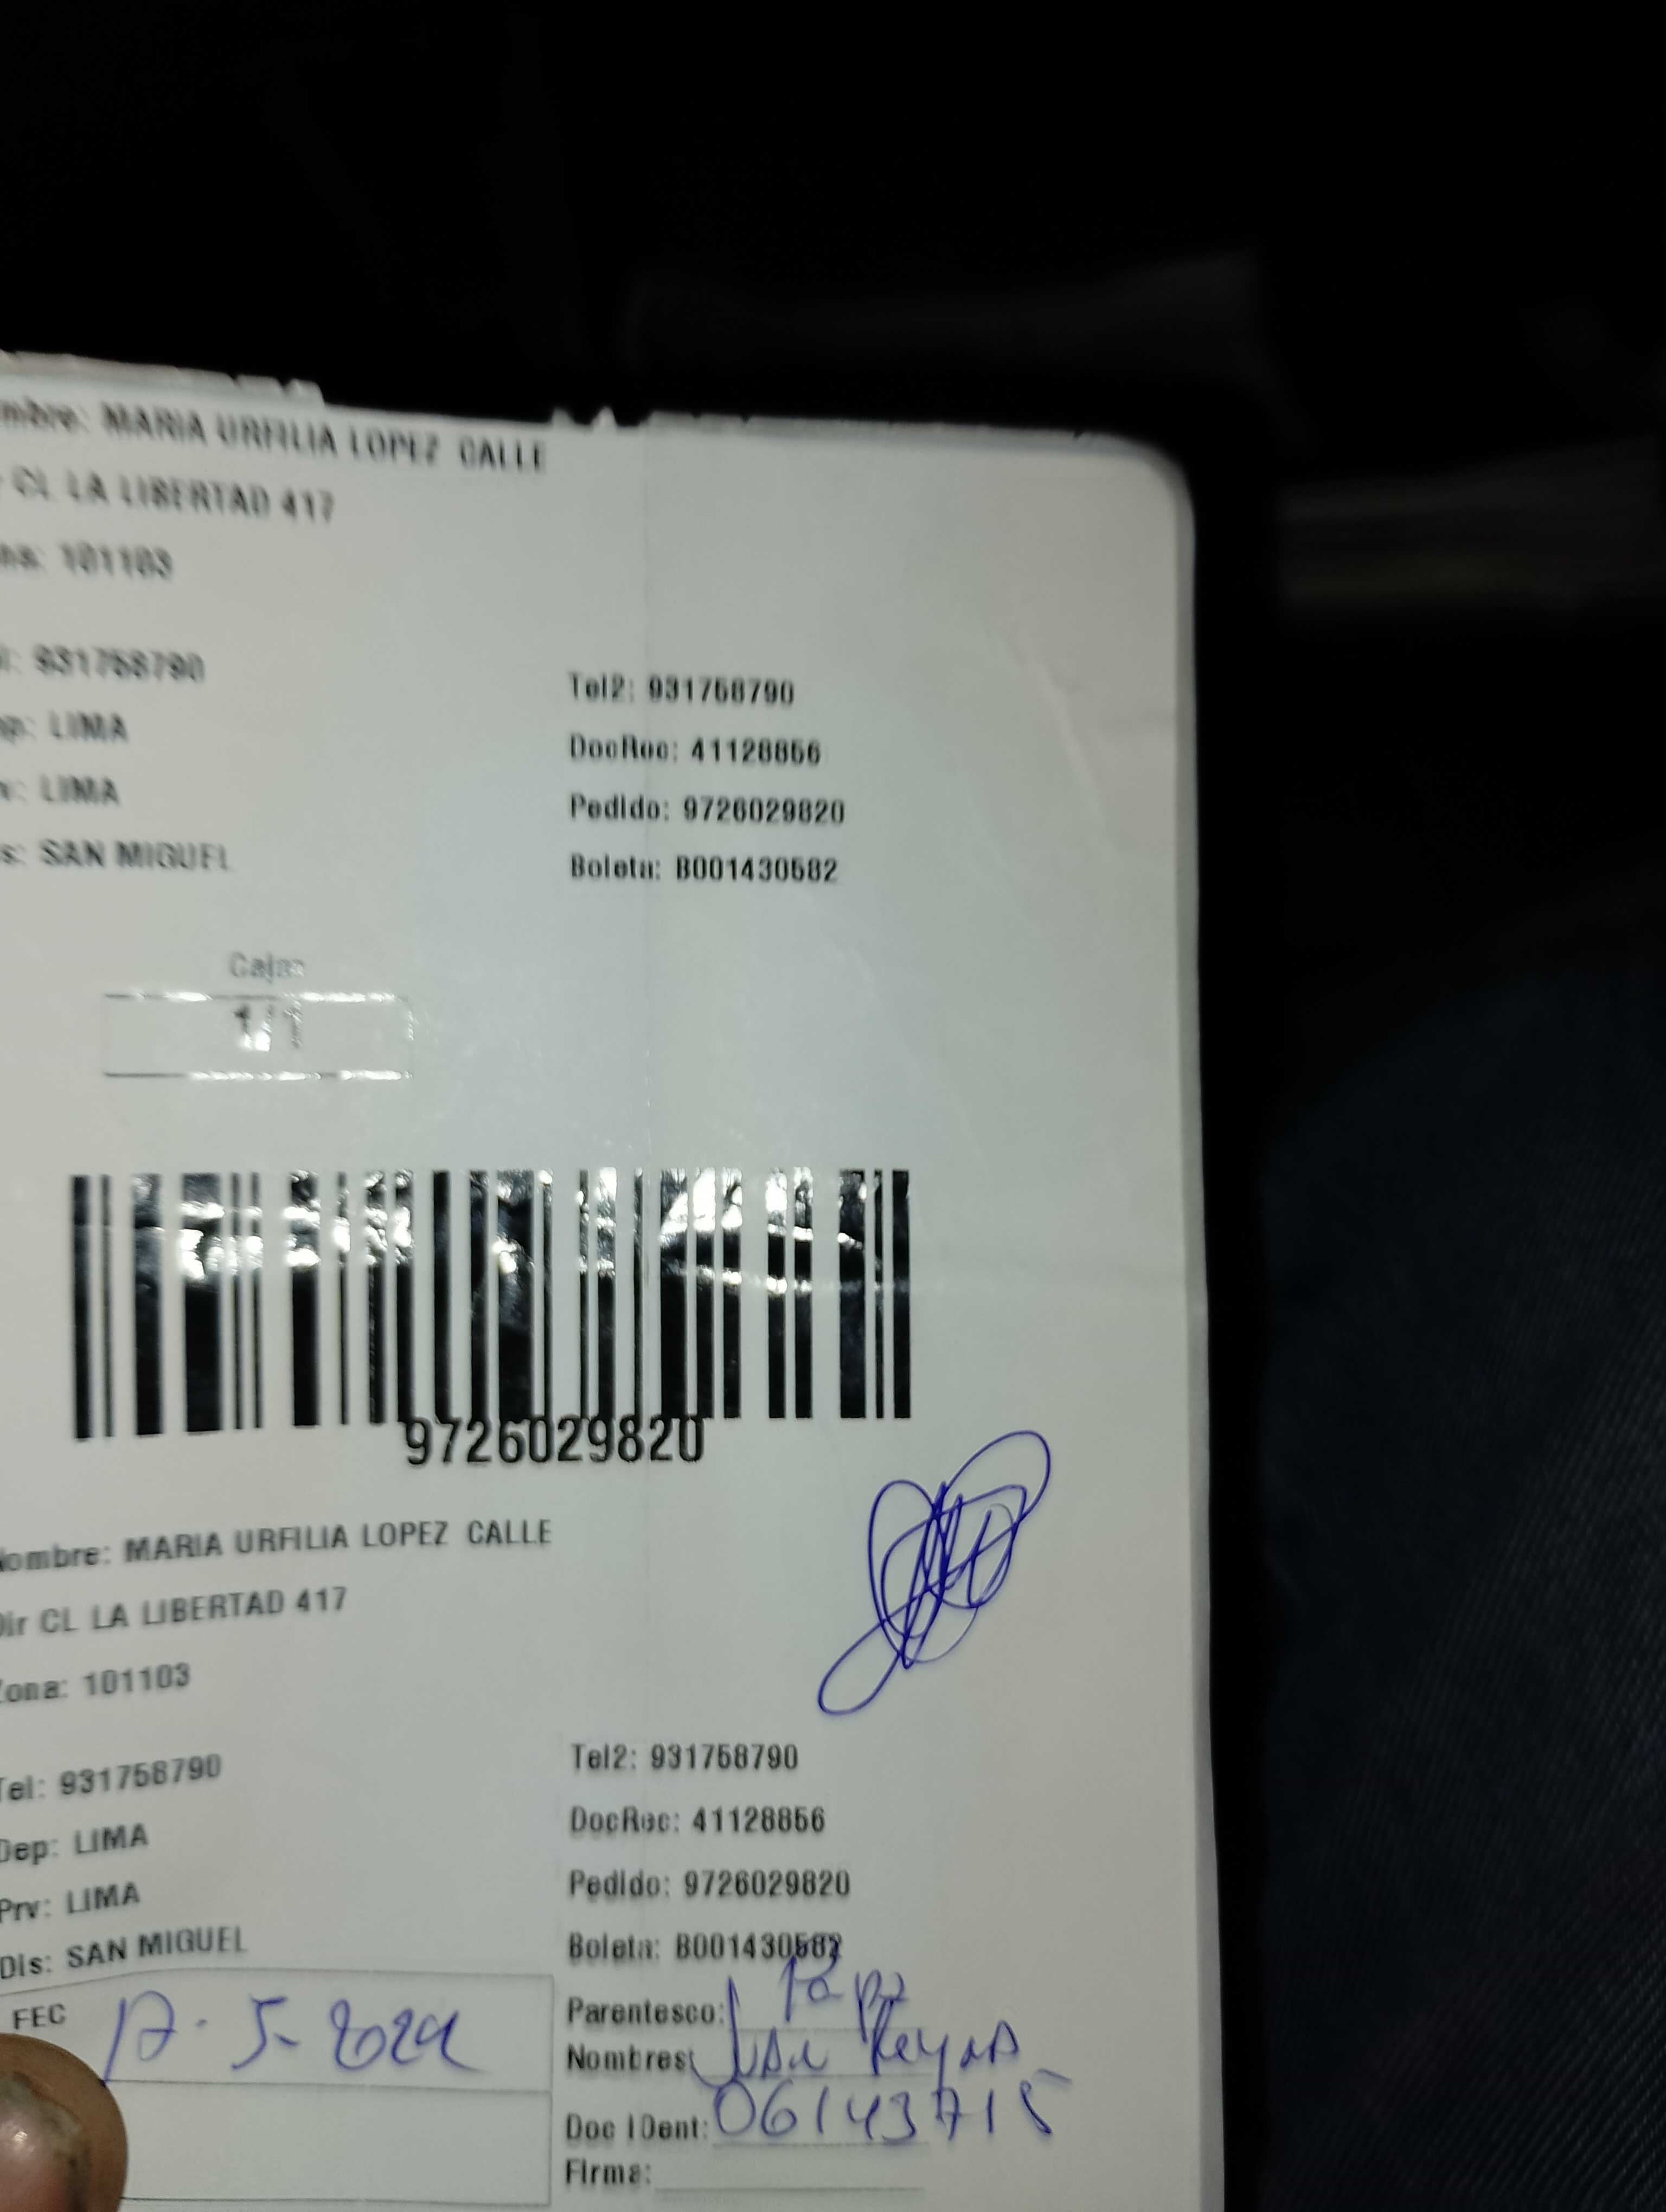 mbre: MARIA URFILIA LOPEZ CALLE
CL LA LIBERTAD 417
na: 101103
l: 931758790
Tel2: 931758790
p: LIMA
DocRec: 41128856
v: LIMA
Pedido: 9726029820
s: SAN MIGUEL
Boleta: B001430582
Caja:
1/1
9726029820
Nombre: MARIA URFILIA LOPEZ CALLE
Dir CL LA LIBERTAD 417
Zona: 101103
Tel: 931758790
Tel2: 931758790
Dep: LIMA
DocRec: 41128856
Prv: LIMA
Pedido: 9726029820
Dis: SAN MIGUEL
Boleta: B001430582
FEC 17-5-2024
Parentesco: Papa
Nombres: Juan Reyes
Doc IDent: 06143715
Firma: